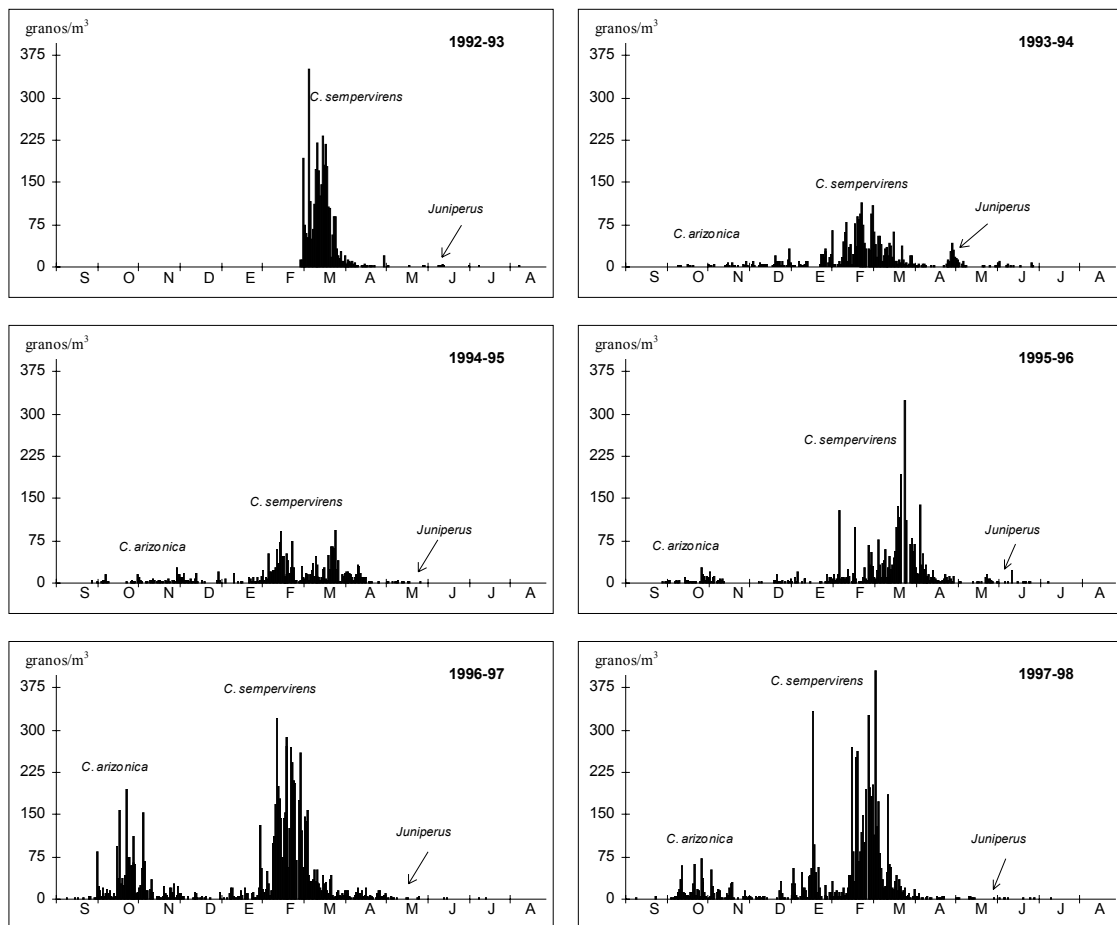 granos/m³
1992-93
375
300
225
150
75
0
C. sempervirens
Juniperus
S O N D E F M A M J J A
granos/m³
1993-94
375
300
225
150
75
0
C. sempervirens
C. arizonica
Juniperus
S O N D E F M A M J J A
granos/m³
1994-95
375
300
225
150
75
0
C. sempervirens
C. arizonica
Juniperus
S O N D E F M A M J J A
granos/m³
1995-96
375
300
225
150
75
0
C. sempervirens
C. arizonica
Juniperus
S O N D E F M A M J J A
granos/m³
1996-97
375
300
225
150
75
0
C. sempervirens
C. arizonica
Juniperus
S O N D E F M A M J J A
granos/m³
1997-98
375
300
225
150
75
0
C. sempervirens
C. arizonica
Juniperus
S O N D E F M A M J J A